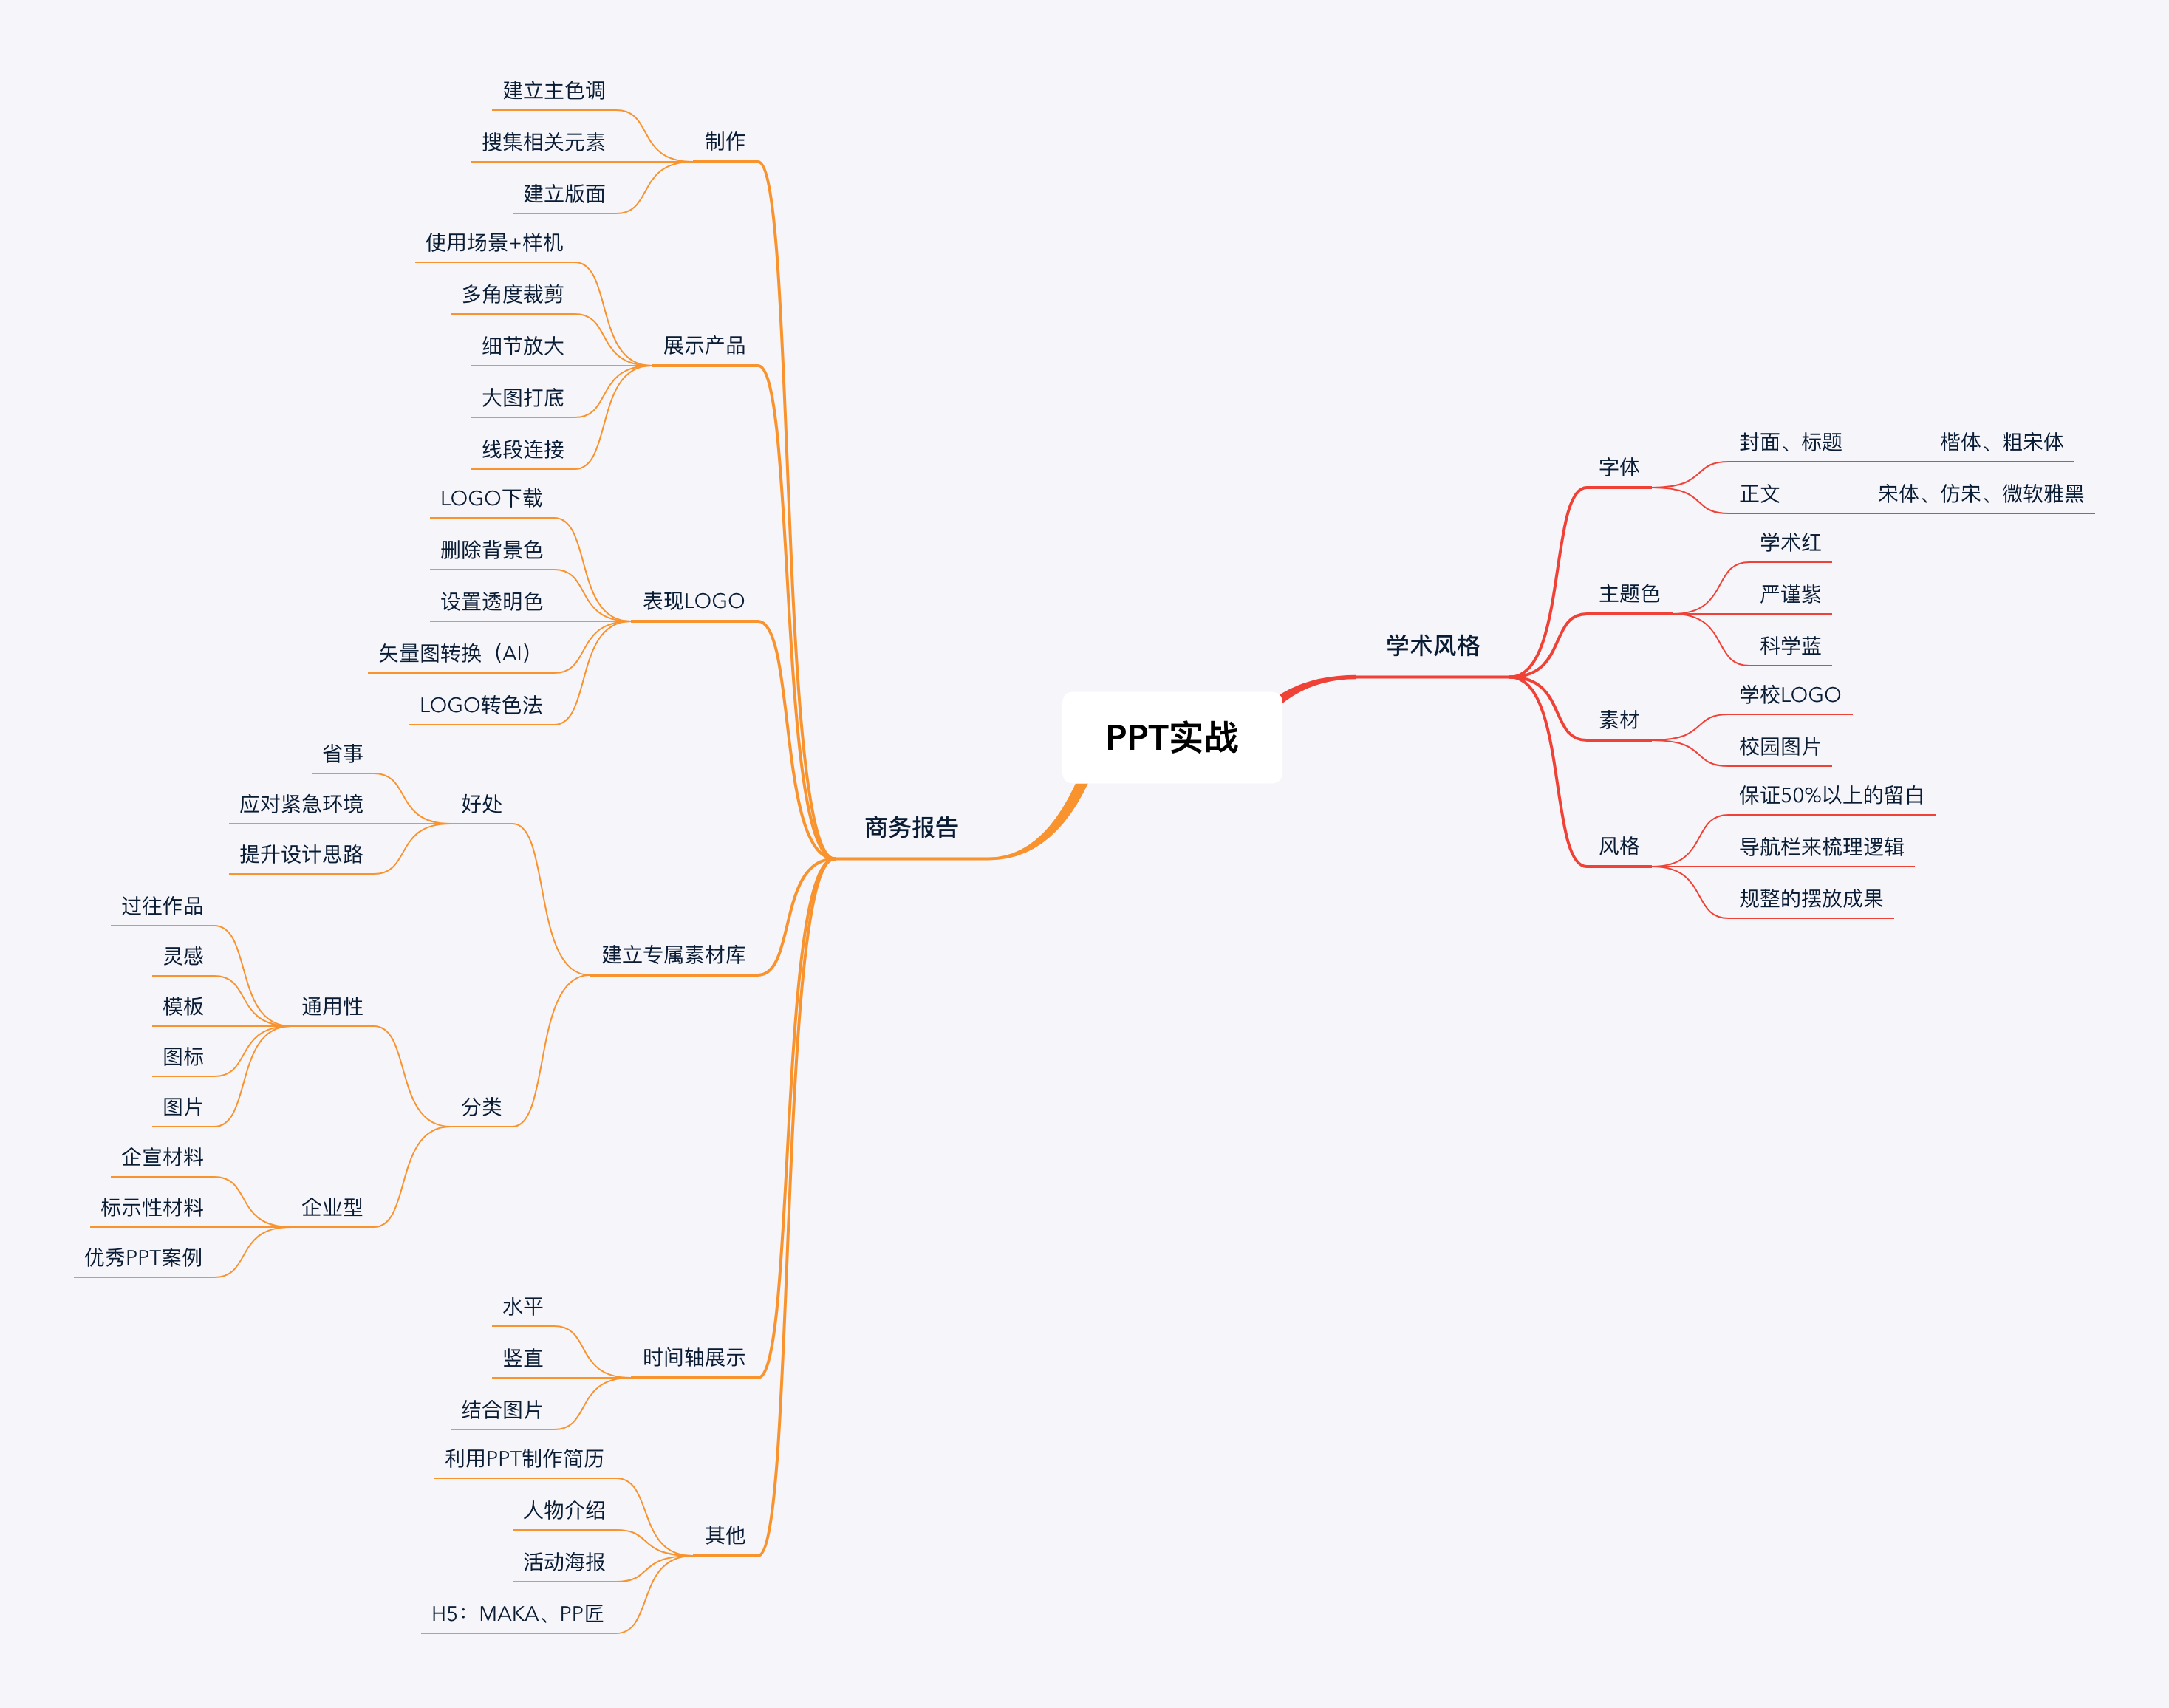 PPT实战
学术风格
字体
封面、标题
楷体、粗宋体
正文
宋体、仿宋、微软雅黑
主题色
学术红
严谨紫
科学蓝
素材
学校LOGO
校园图片
风格
保证50%以上的留白
导航栏来梳理逻辑
规整的摆放成果
商务报告
制作
建立主色调
搜集相关元素
建立版面
展示产品
使用场景+样机
多角度裁剪
细节放大
大图打底
线段连接
表现LOGO
LOGO下载
删除背景色
设置透明色
矢量图转换（AI）
LOGO转色法
建立专属素材库
好处
省事
应对紧急环境
提升设计思路
分类
通用性
过往作品
灵感
模板
图标
图片
企业型
企宣材料
标示性材料
优秀PPT案例
时间轴展示
水平
竖直
结合图片
其他
利用PPT制作简历
人物介绍
活动海报
H5：MAKA、PP匠